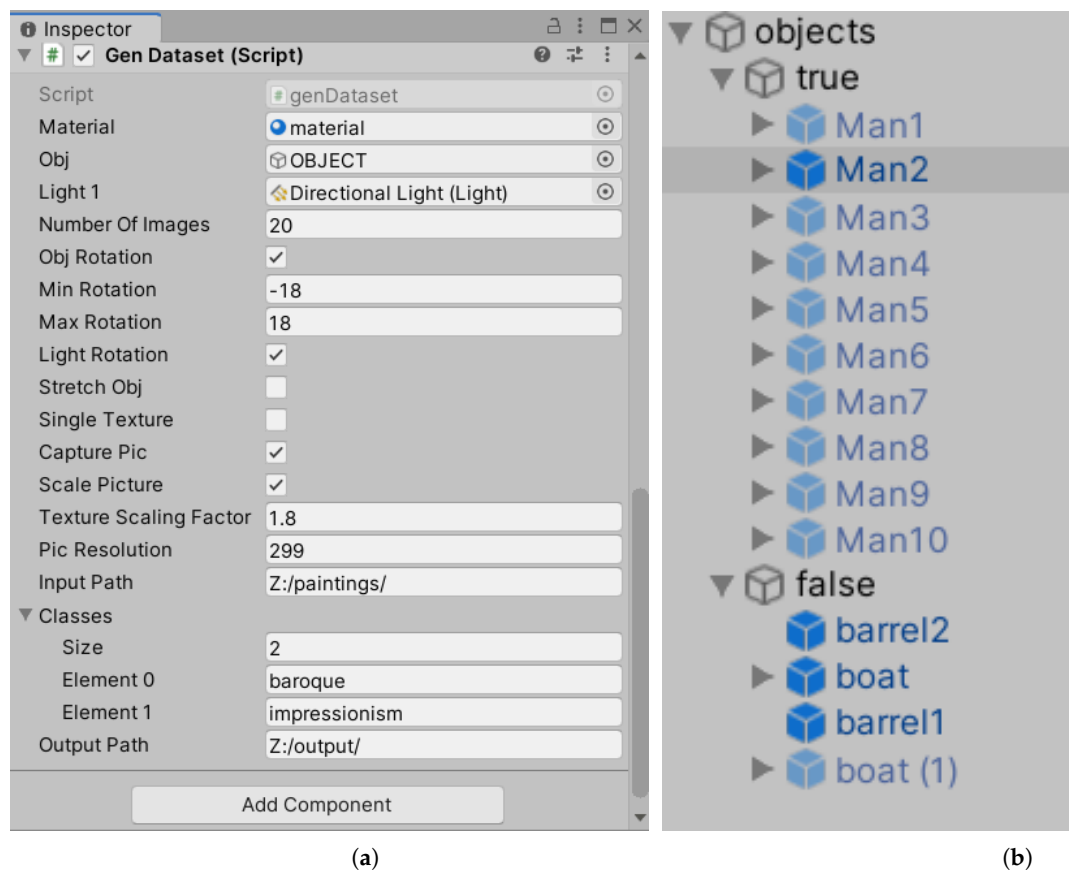 Inspector
# Gen Dataset (Script)
Script # genDataset
Material material
Obj OBJECT
Light 1 Directional Light (Light)
Number Of Images 20
Obj Rotation
Min Rotation -18
Max Rotation 18
Light Rotation
Stretch Obj
Single Texture
Capture Pic
Scale Picture
Texture Scaling Factor 1.8
Pic Resolution 299
Input Path Z:/paintings/
Classes
Size 2
Element 0 baroque
Element 1 impressionism
Output Path Z:/output/
Add Component
(a)
objects
true
Man1
Man2
Man3
Man4
Man5
Man6
Man7
Man8
Man9
Man10
false
barrel2
boat
barrel1
boat (1)
(b)